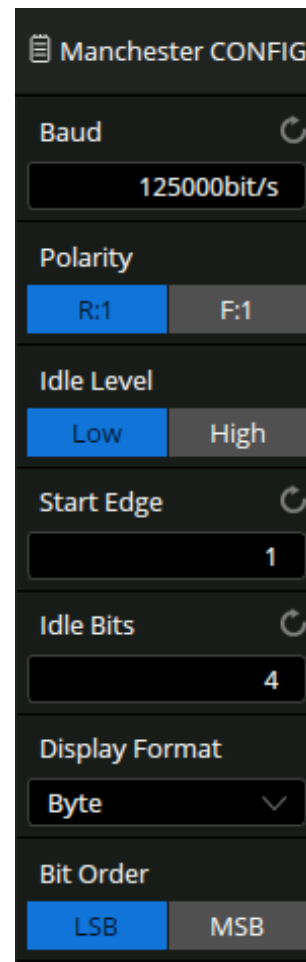 Manchester CONFIG
Baud
125000bit/s
Polarity
R:1 F:1
Idle Level
Low High
Start Edge
1
Idle Bits
4
Display Format
Byte
Bit Order
LSB MSB